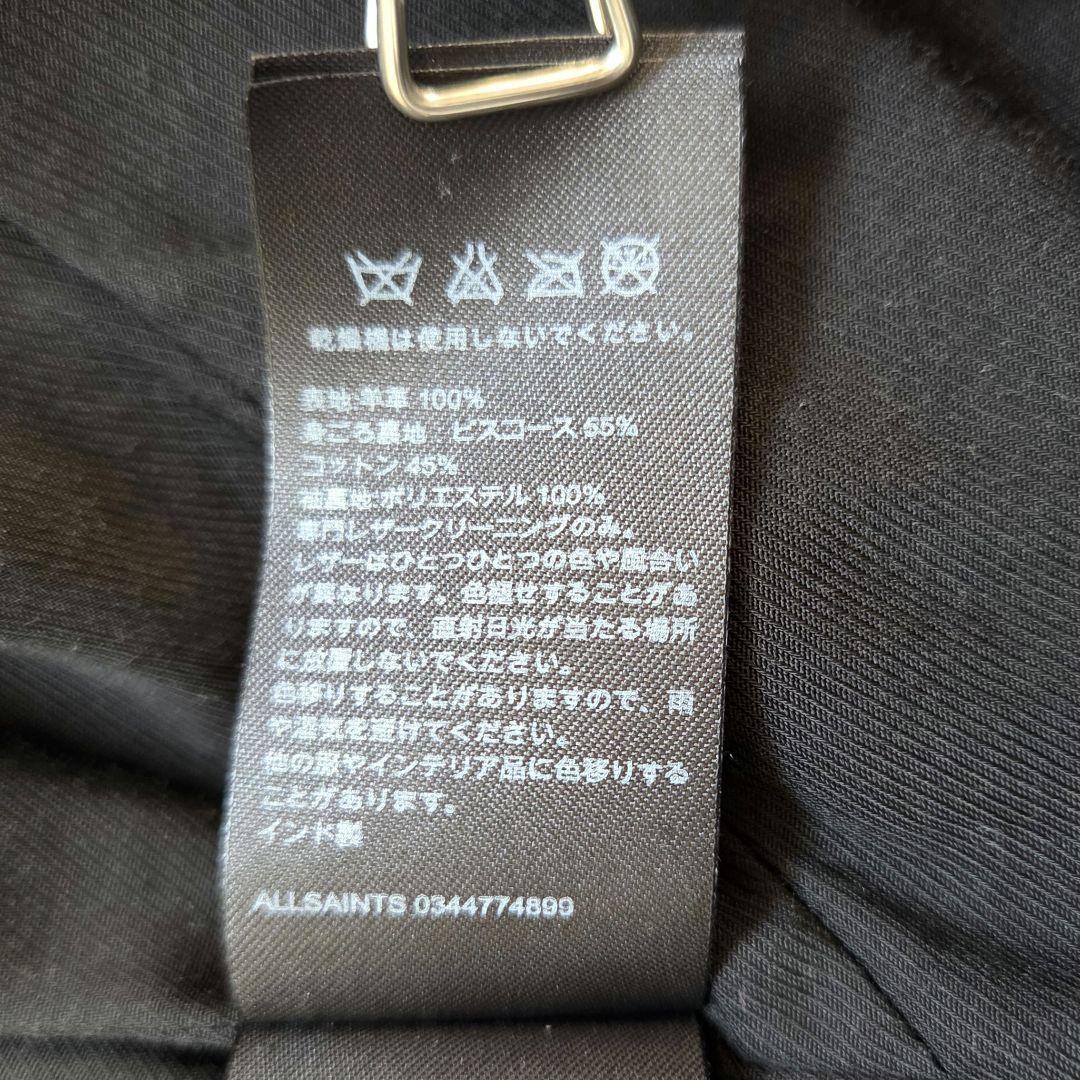 乾燥機は使用しないでください。
表地:羊革 100%
身ごろ裏地 ビスコース 55%
コットン 45%
袖裏地:ポリエステル 100%
専門レザークリーニングのみ。
レザーはひとつひとつの色や風合い
が異なります。色褪せすることがあ
りますので、直射日光が当たる場所
に放置しないでください。
色移りすることがありますので、雨
や湿気を避けてください。
他の服やインテリア品に色移りする
ことがあります。
インド製
ALLSAINTS 0344774899